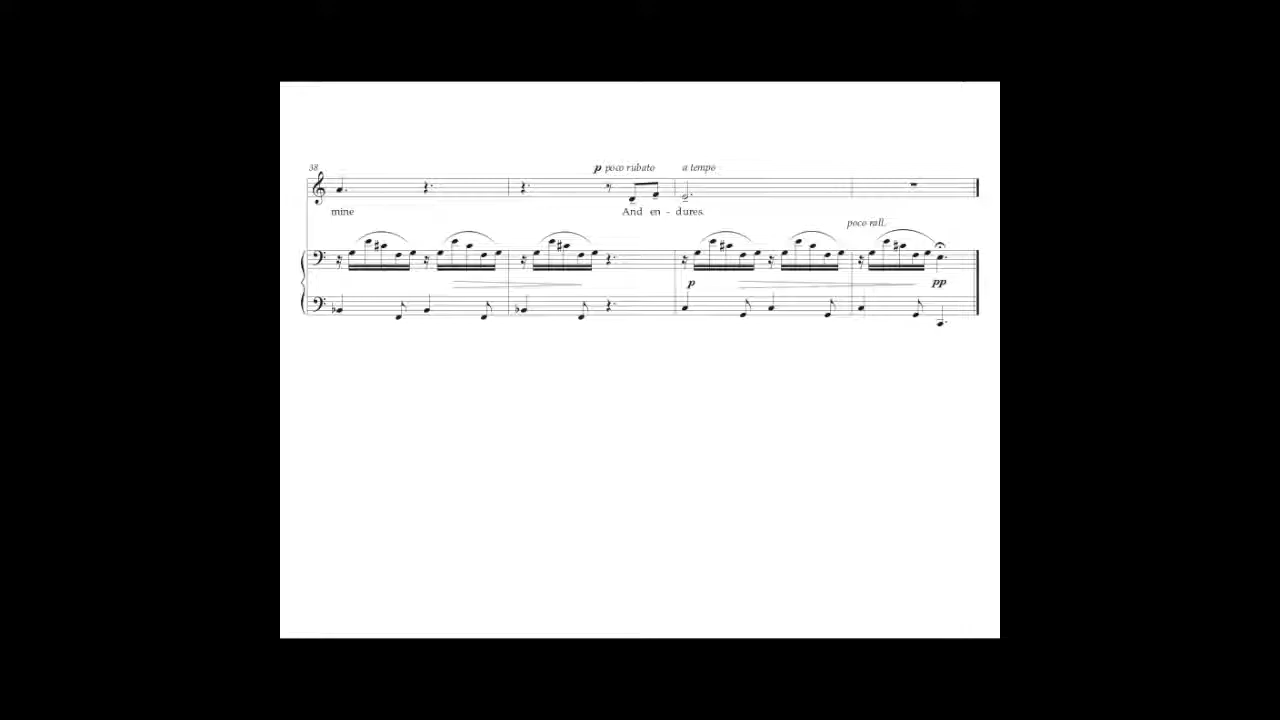 38
p poco rubato a tempo
mine And en - dures.
poco rall.
p pp